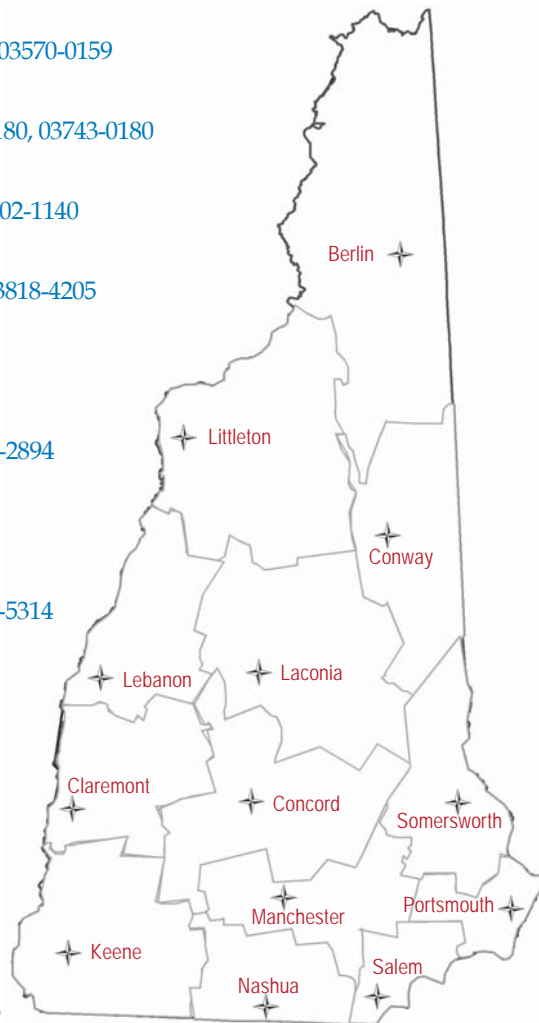 03570-0159
180, 03743-0180
02-1140
3818-4205
-2894
-5314
Berlin
Littleton
Conway
Lebanon
Laconia
Claremont
Concord
Somersworth
Portsmouth
Manchester
Keene
Salem
Nashua